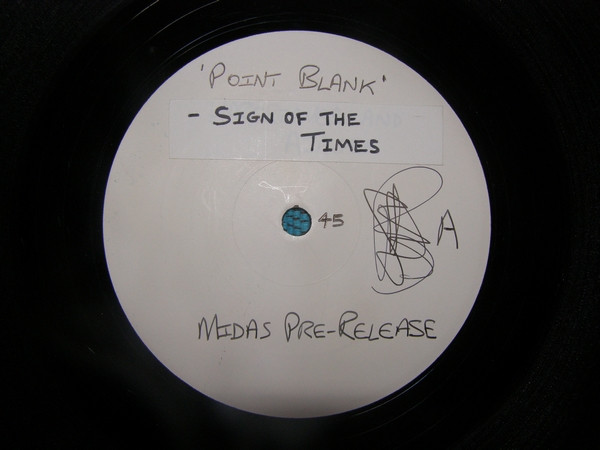 'POINT BLANK'
- SIGN OF THE
TIMES
45
A
MIDAS PRE-RELEASE